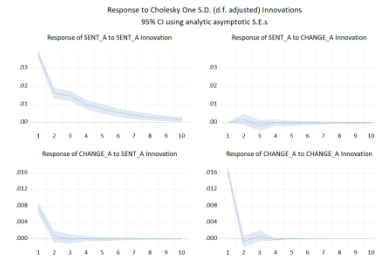 Response to Cholesky One S.D. (d.f. adjusted) Innovations
95% CI using analytic asymptotic S.E.s
Response of SENT_A to SENT_A Innovation
Response of SENT_A to CHANGE_A Innovation
.03
.02
.01
.00
1 2 3 4 5 6 7 8 9 10
.03
.02
.01
.00
1 2 3 4 5 6 7 8 9 10
Response of CHANGE_A to SENT_A Innovation
Response of CHANGE_A to CHANGE_A Innovation
.016
.012
.008
.004
.000
1 2 3 4 5 6 7 8 9 10
.016
.012
.008
.004
.000
1 2 3 4 5 6 7 8 9 10